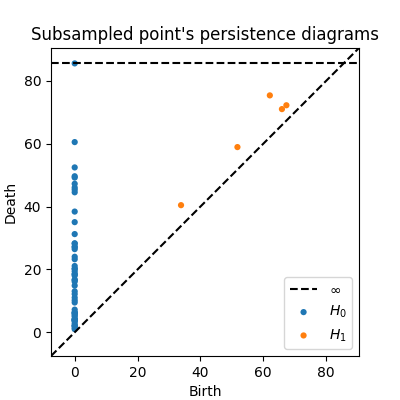 Subsampled point's persistence diagrams
Death
80
60
40
20
0
0 20 40 60 80
Birth
∞
H₀
H₁